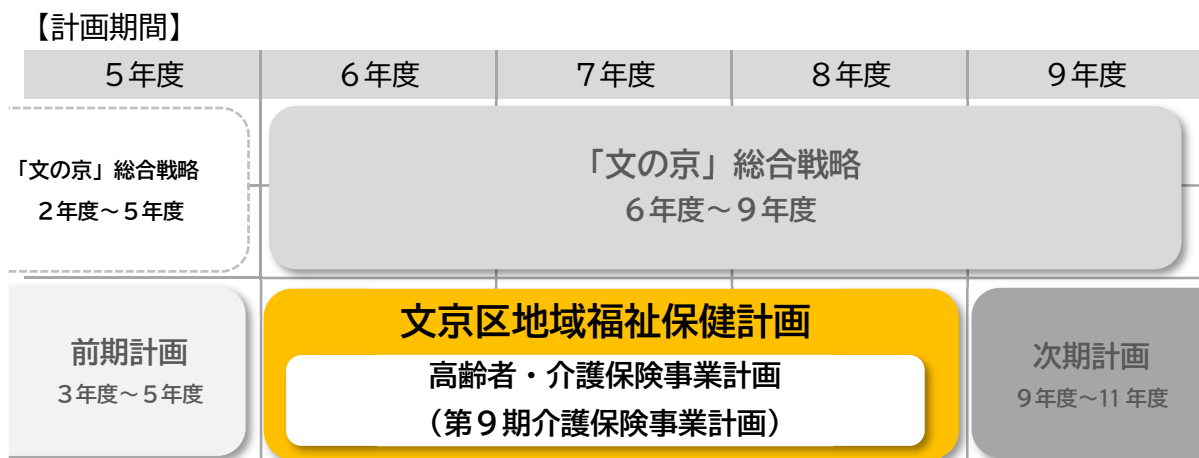 【計画期間】
5年度 6年度 7年度 8年度 9年度
「文の京」総合戦略
2年度～5年度
「文の京」総合戦略
6年度～9年度
前期計画
3年度～5年度
文京区地域福祉保健計画
高齢者・介護保険事業計画
（第9期介護保険事業計画）
次期計画
9年度～11年度